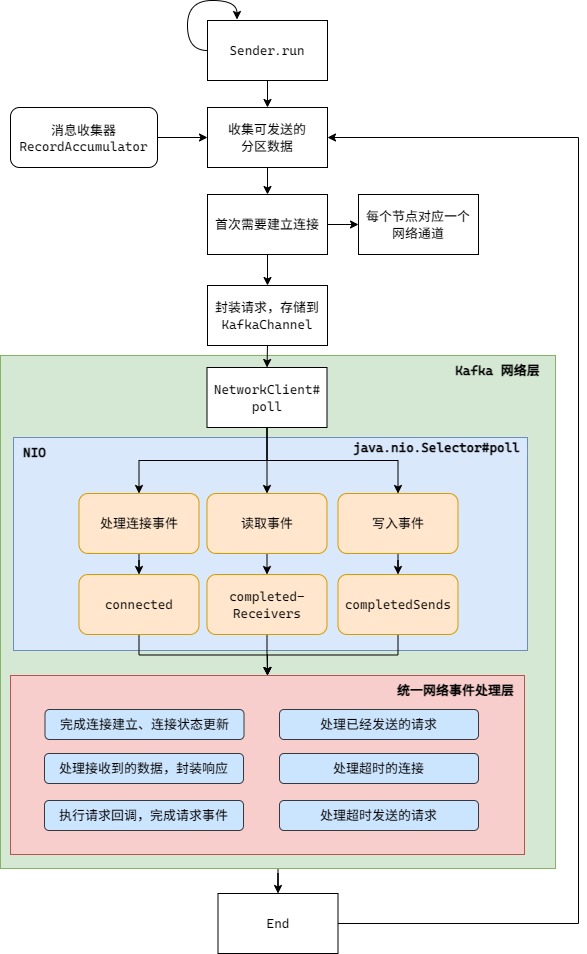 Sender.run
消息收集器
RecordAccumulator
收集可发送的
分区数据
首次需要建立连接
每个节点对应一个
网络通道
封装请求，存储到
KafkaChannel
Kafka 网络层
NetworkClient#
poll
NIO
java.nio.Selector#poll
处理连接事件
读取事件
写入事件
connected
completed-
Receivers
completedSends
统一网络事件处理层
完成连接建立、连接状态更新
处理已经发送的请求
处理接收到的数据，封装响应
处理超时的连接
执行请求回调，完成请求事件
处理超时发送的请求
End